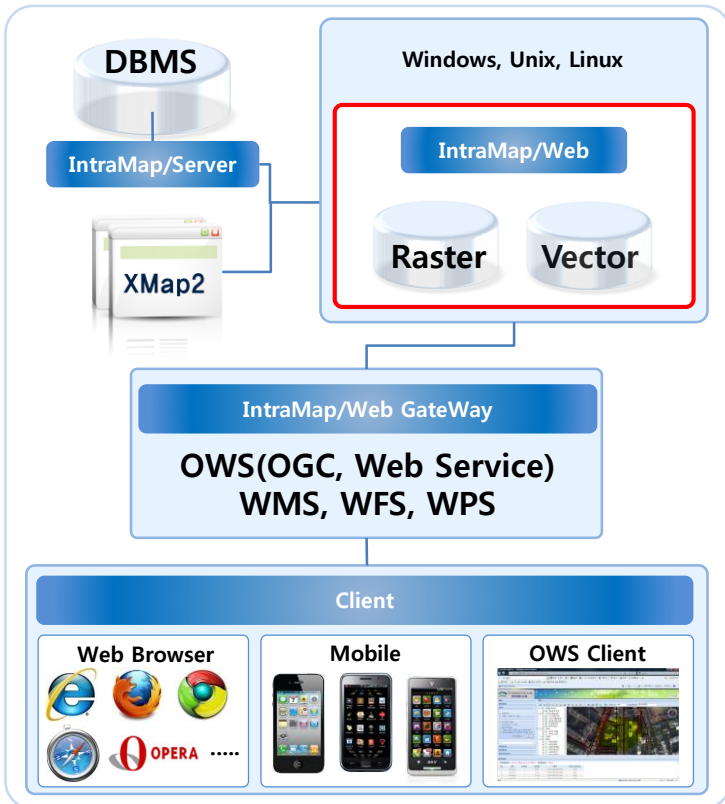 DBMS
Windows, Unix, Linux
IntraMap/Server
IntraMap/Web
XMap2
Raster
Vector
IntraMap/Web GateWay
OWS(OGC, Web Service)
WMS, WFS, WPS
Client
Web Browser
Mobile
OWS Client
OPERA
.....